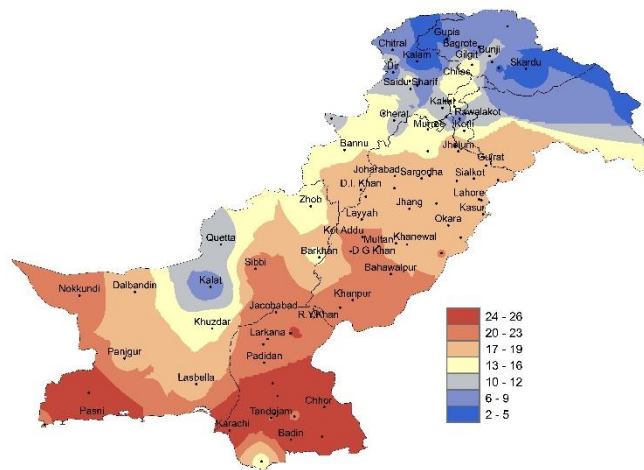 Gupis
Chitral
Bagrote
Kalam
Bunji
Gilgit
Dir
Skardu
Chilas
Saidu Sharif
Kakul
Cherat
Rawalakot
Murree
Kotli
Bannu
Jhelum
Gujrat
Joharabad
Sargodha
Sialkot
D.I. Khan
Zhob
Lahore
Layyah
Jhang
Kasur
Okara
Kot Addu
Quetta
Multan
Khanewal
Barkhan
D G Khan
Sibbi
Bahawalpur
Kalat
Nokkundi
Dalbandin
Khanpur
Jacobabad
R.Y.Khan
Khuzdar
Larkana
Panjgur
Padidan
Lasbella
Pasni
Chhor
Tandojam
Karachi
Badin
24 - 26
20 - 23
17 - 19
13 - 16
10 - 12
6 - 9
2 - 5